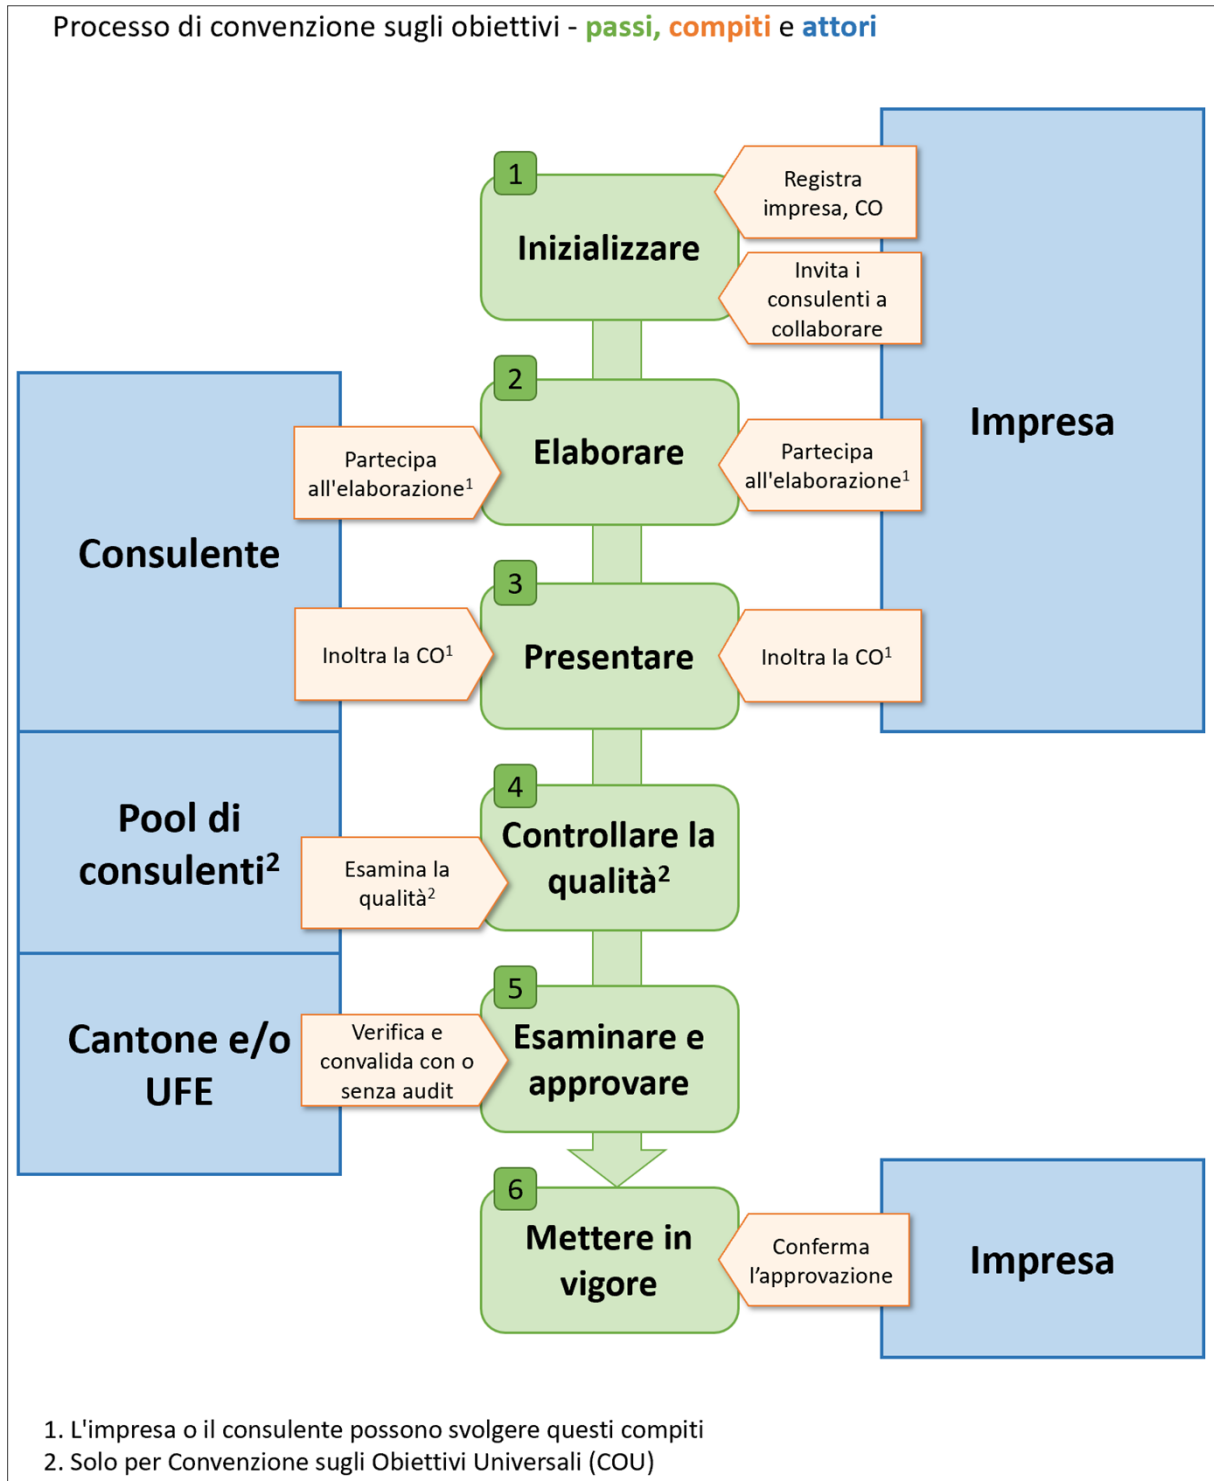 Processo di convenzione sugli obiettivi - passi, compiti e attori
1
Inizializzare
Registra
impresa, CO
Invita i
consulenti a
collaborare
Impresa
2
Elaborare
Partecipa
all'elaborazione¹
Partecipa
all'elaborazione¹
Consulente
3
Presentare
Inoltra la CO¹
Inoltra la CO¹
4
Controllare la
qualità²
Pool di
consulenti²
Esamina la
qualità²
5
Esaminare e
approvare
Cantone e/o
UFE
Verifica e
convalida con o
senza audit
6
Mettere in
vigore
Conferma
l’approvazione
Impresa
1. L'impresa o il consulente possono svolgere questi compiti
2. Solo per Convenzione sugli Obiettivi Universali (COU)